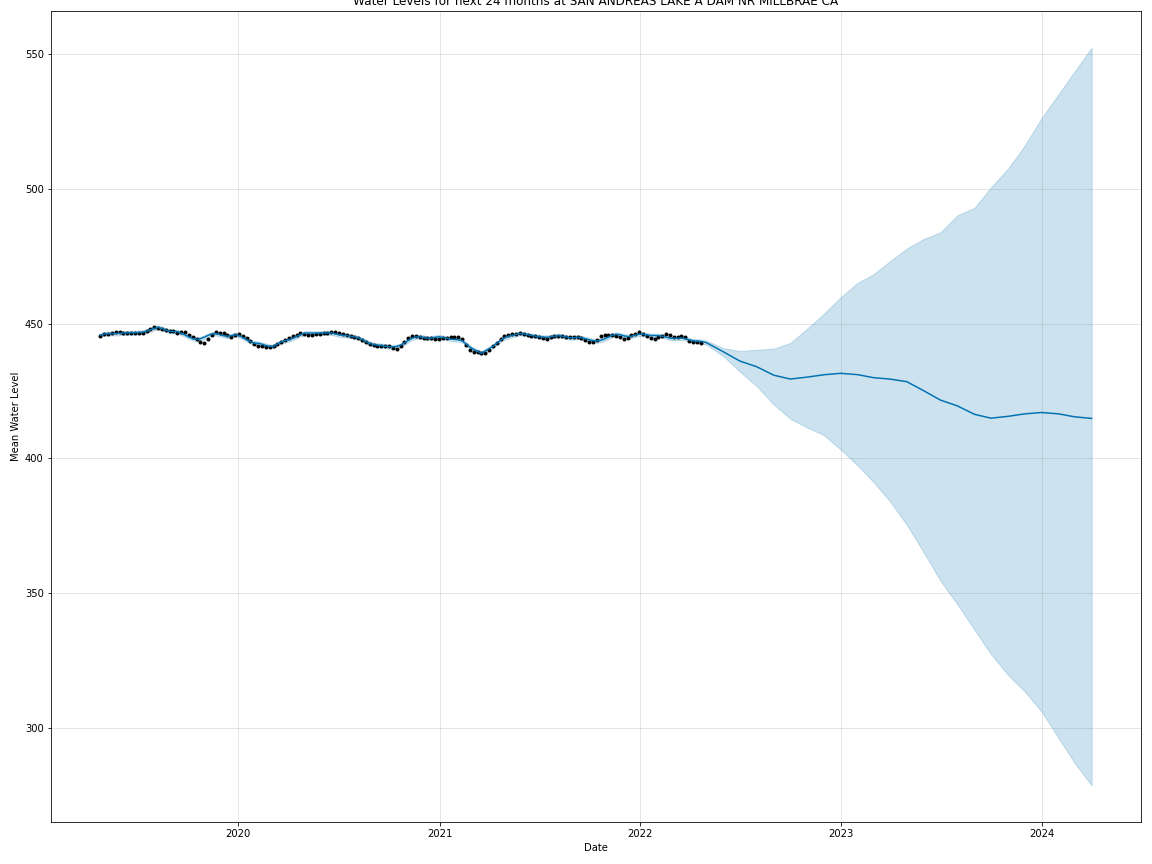 Water Levels for next 24 months at SAN ANDREAS LAKE A DAM NR MILLBRAE CA
550
500
450
400
350
300
Mean Water Level
2020 2021 2022 2023 2024
Date